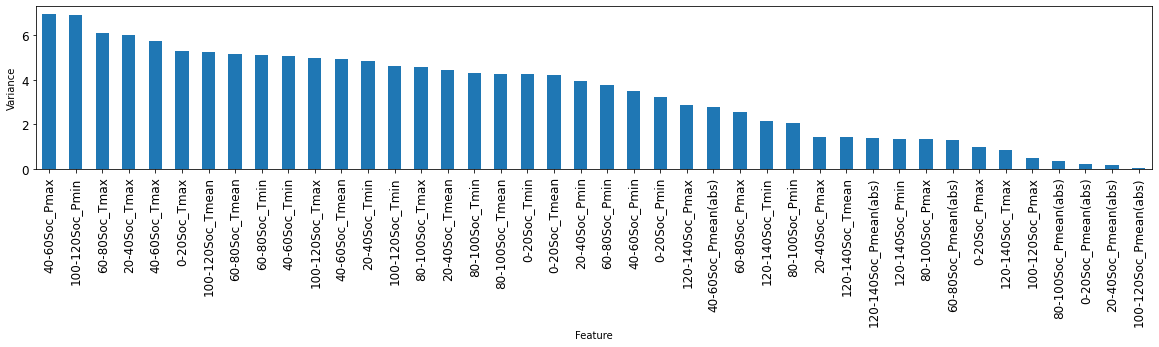 6
4
2
0
Variance
40-60Soc_Pmax
100-120Soc_Pmin
60-80Soc_Tmax
20-40Soc_Tmax
40-60Soc_Tmax
0-20Soc_Tmax
100-120Soc_Tmean
60-80Soc_Tmean
60-80Soc_Tmin
40-60Soc_Tmin
100-120Soc_Tmax
40-60Soc_Tmean
20-40Soc_Tmin
100-120Soc_Tmin
80-100Soc_Tmax
20-40Soc_Tmean
80-100Soc_Tmin
80-100Soc_Tmean
0-20Soc_Tmin
0-20Soc_Tmean
20-40Soc_Pmin
60-80Soc_Pmin
40-60Soc_Pmin
0-20Soc_Pmin
120-140Soc_Pmax
40-60Soc_Pmean(abs)
60-80Soc_Pmax
120-140Soc_Tmin
80-100Soc_Pmin
20-40Soc_Pmax
120-140Soc_Tmean
120-140Soc_Pmean(abs)
120-140Soc_Pmin
80-100Soc_Pmax
60-80Soc_Pmean(abs)
0-20Soc_Pmax
120-140Soc_Tmax
100-120Soc_Pmax
80-100Soc_Pmean(abs)
0-20Soc_Pmean(abs)
20-40Soc_Pmean(abs)
100-120Soc_Pmean(abs)
Feature